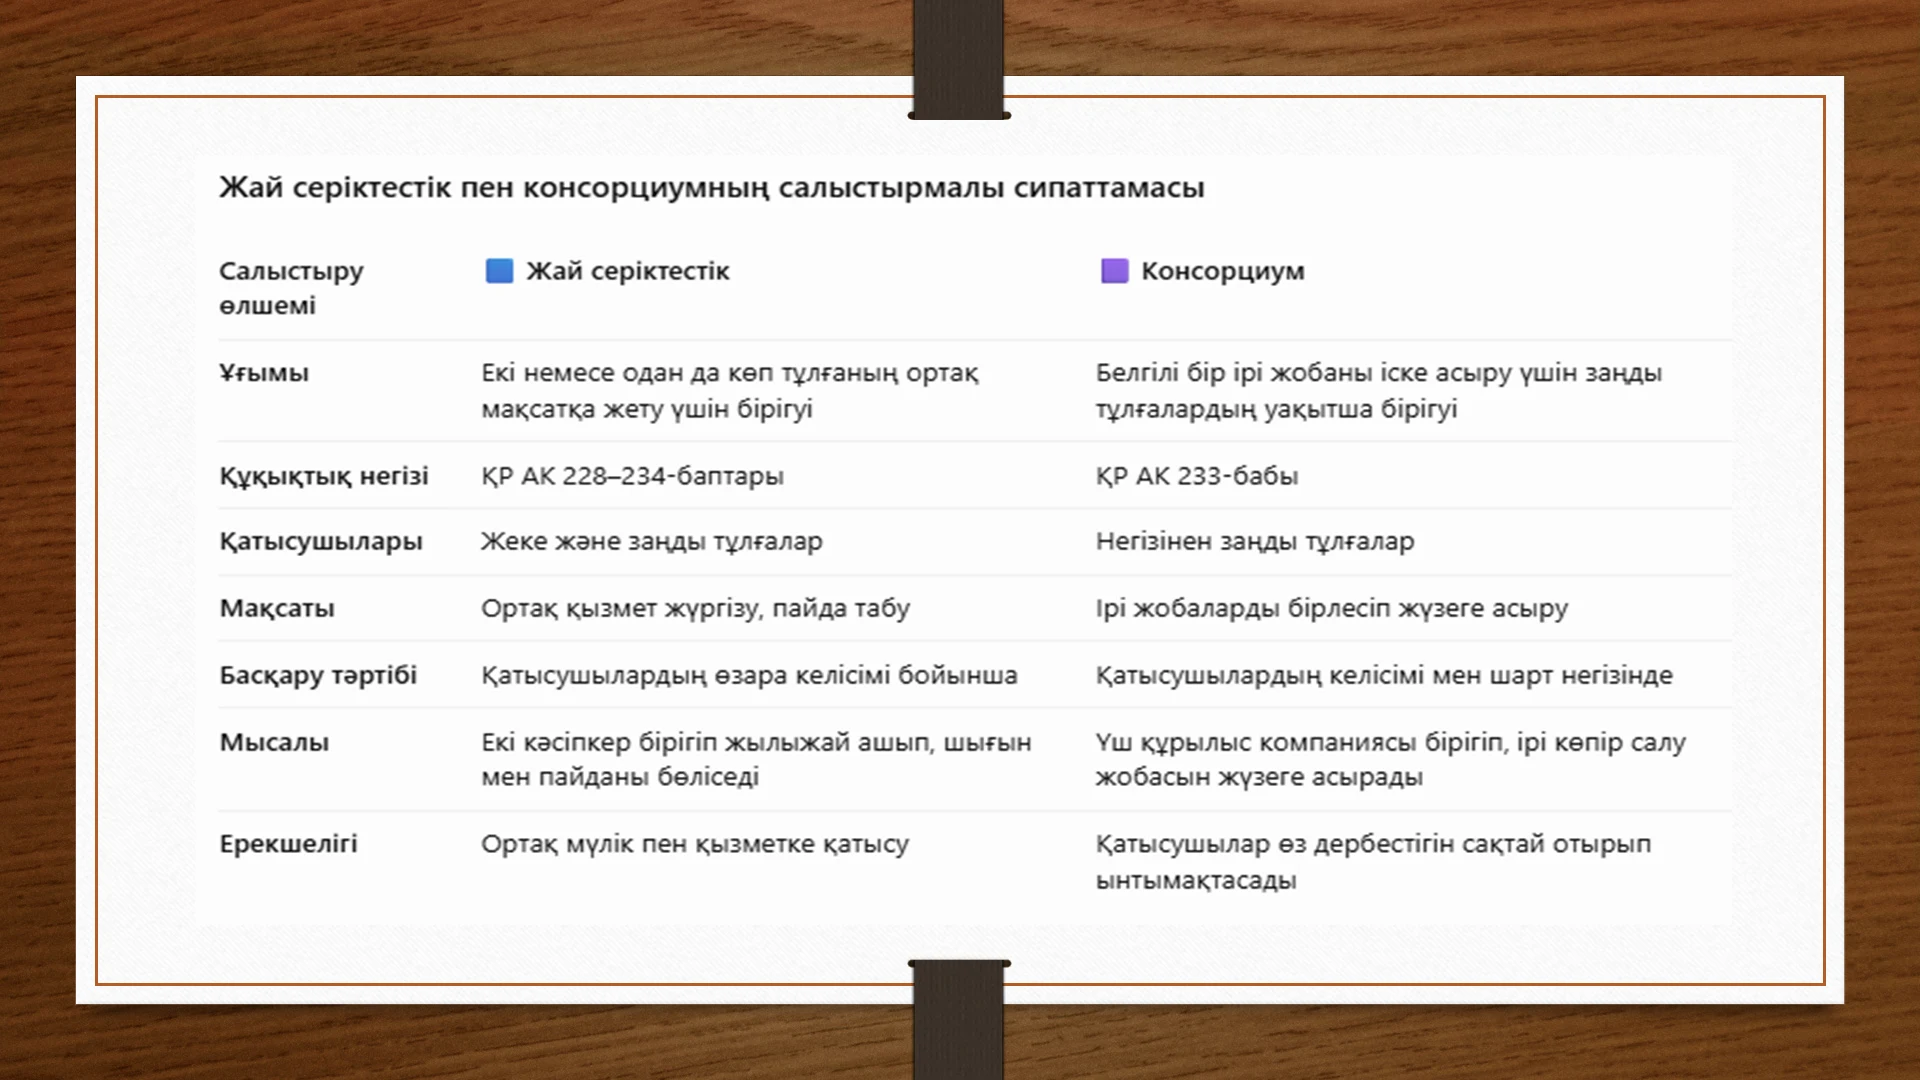 Жай серіктестік пен консорциумның салыстырмалы сипаттамасы
Салыстыру өлшемі
Жай серіктестік
Консорциум
Ұғымы
Екі немесе одан да көп тұлғаның ортақ
мақсатқа жету үшін бірігуі
Белгілі бір ірі жобаны іске асыру үшін заңды
тұлғалардың уақытша бірігуі
Құқықтық негізі
ҚР АК 228–234-баптары
ҚР АК 233-бабы
Қатысушылары
Жеке және заңды тұлғалар
Негізінен заңды тұлғалар
Мақсаты
Ортақ қызмет жүргізу, пайда табу
Ірі жобаларды бірлесіп жүзеге асыру
Басқару тәртібі
Қатысушылардың өзара келісімі бойынша
Қатысушылардың келісімі мен шарт негізінде
Мысалы
Екі кәсіпкер бірігіп жылыжай ашып, шығын
мен пайданы бөліседі
Үш құрылыс компаниясы бірігіп, ірі көпір салу
жобасын жүзеге асырады
Ерекшелігі
Ортақ мүлік пен қызметке қатысу
Қатысушылар өз дербестігін сақтай отырып
ынтымақтасады